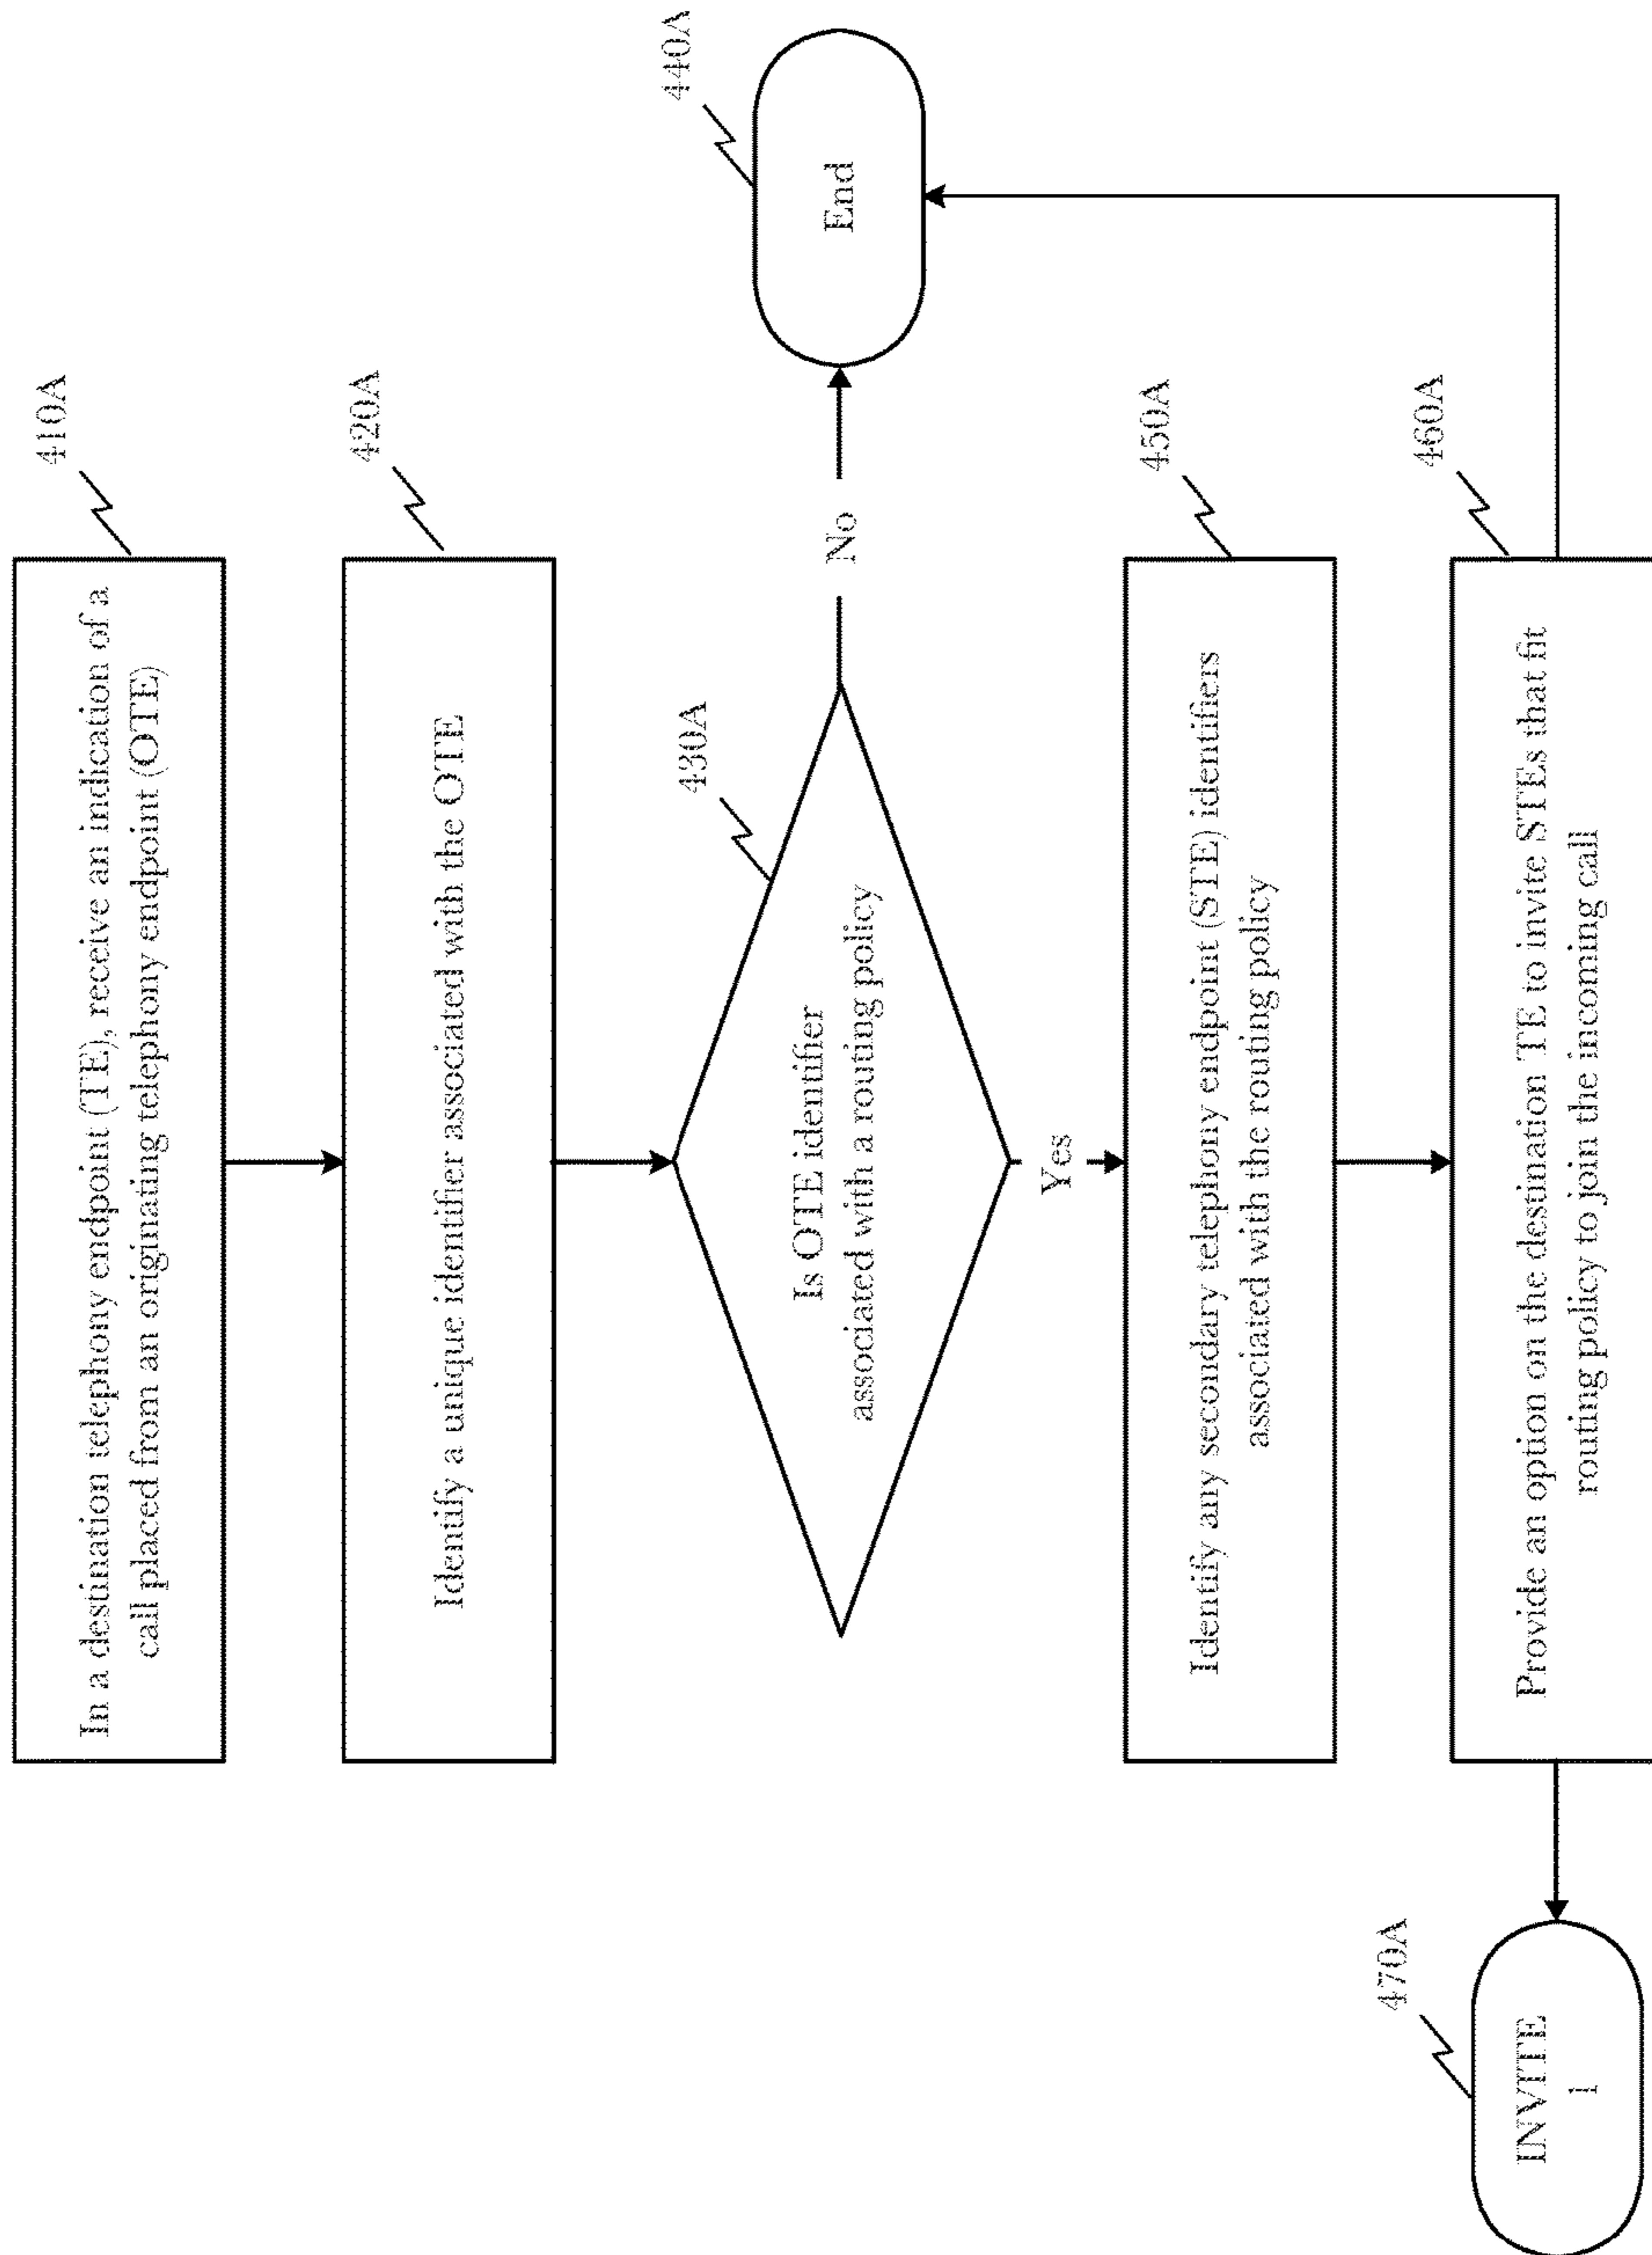 410A
In a destination telephony endpoint (TE), receive an indication of a
call placed from an originating telephony endpoint (OTE)
420A
Identify a unique identifier associated with the OTE
430A
Is OTE identifier
associated with a routing policy
No
440A
End
Yes
450A
Identify any secondary telephony endpoint (STE) identifiers
associated with the routing policy
460A
Provide an option on the destination TE to invite STEs that fit
routing policy to join the incoming call
470A
INVITE
1